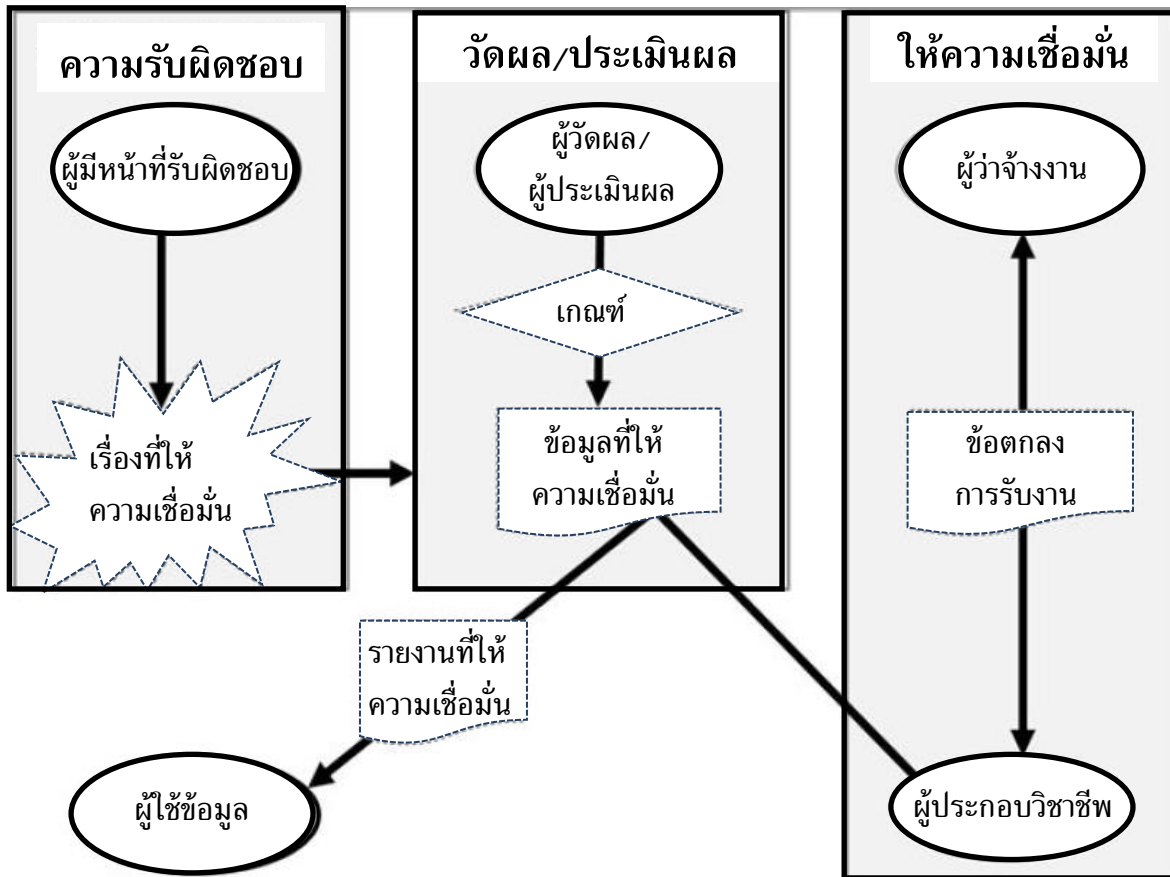 ความรับผิดชอบ
ผู้มีหน้าที่รับผิดชอบ
เรื่องที่ให้
ความเชื่อมั่น
วัดผล/ประเมินผล
ผู้วัดผล/
ผู้ประเมินผล
เกณฑ์
ข้อมูลที่ให้
ความเชื่อมั่น
ให้ความเชื่อมั่น
ผู้ว่าจ้างงาน
ข้อตกลง
การรับงาน
รายงานที่ให้
ความเชื่อมั่น
ผู้ใช้ข้อมูล
ผู้ประกอบวิชาชีพ